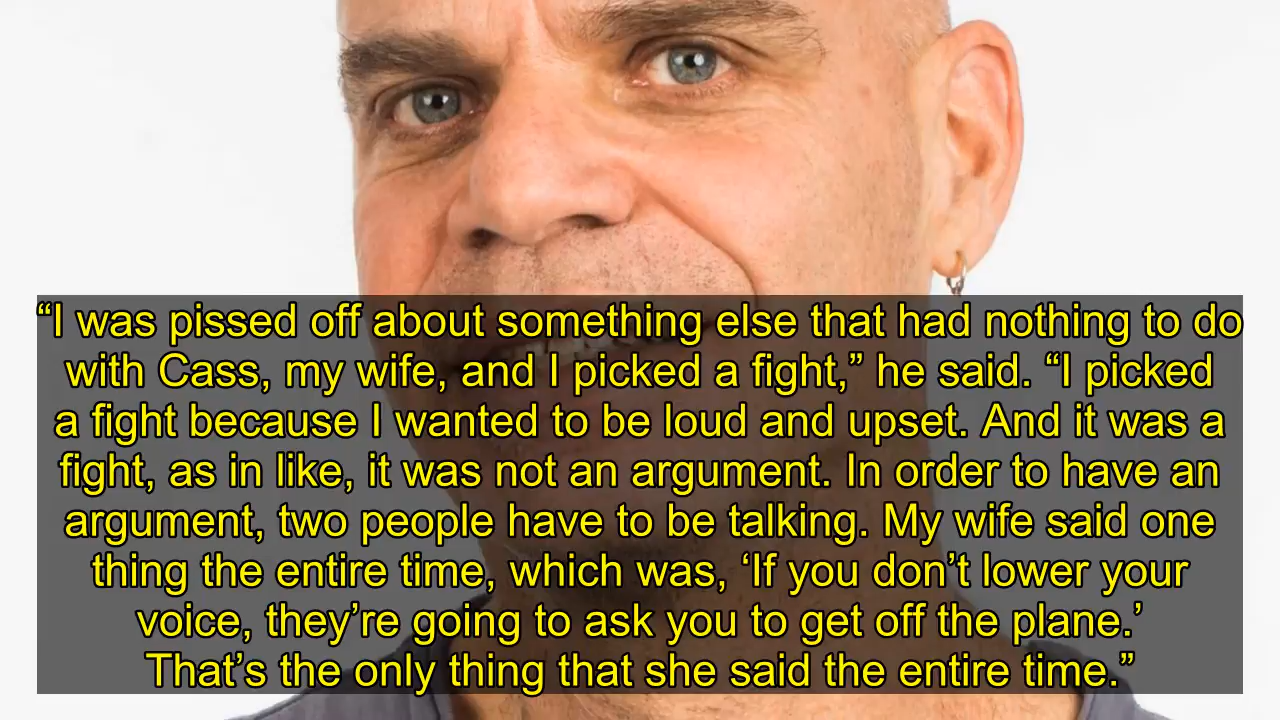 “I was pissed off about something else that had nothing to do
with Cass, my wife, and I picked a fight,” he said. “I picked
a fight because I wanted to be loud and upset. And it was a
fight, as in like, it was not an argument. In order to have an
argument, two people have to be talking. My wife said one
thing the entire time, which was, ‘If you don’t lower your
voice, they’re going to ask you to get off the plane.’
That’s the only thing that she said the entire time.”